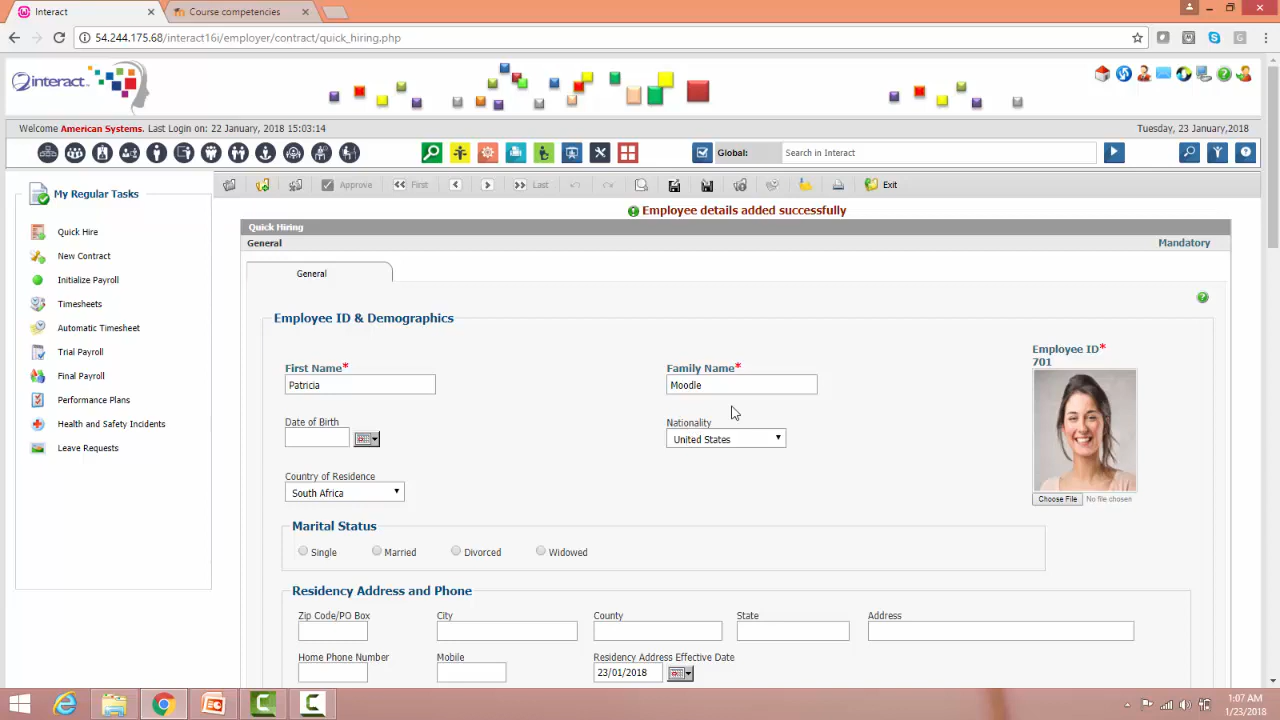 Interact
Course competencies
54.244.175.68/interact16i/employer/contract/quick_hiring.php
interact
Welcome American Systems. Last Login on: 22 January, 2018 15:03:14
Tuesday, 23 January,2018
Global:
Search in Interact
My Regular Tasks
Approve
First
Last
Exit
Employee details added successfully
Quick Hire
New Contract
Initialize Payroll
Timesheets
Automatic Timesheet
Trial Payroll
Final Payroll
Performance Plans
Health and Safety Incidents
Leave Requests
Quick Hiring
General
Mandatory
General
Employee ID & Demographics
First Name*
Family Name*
Employee ID*
701
Patricia
Moodle
Date of Birth
Nationality
United States
Country of Residence
South Africa
Choose File No file chosen
Marital Status
Single
Married
Divorced
Widowed
Residency Address and Phone
Zip Code/PO Box
City
County
State
Address
Home Phone Number
Mobile
Residency Address Effective Date
23/01/2018
1:07 AM
1/23/2018